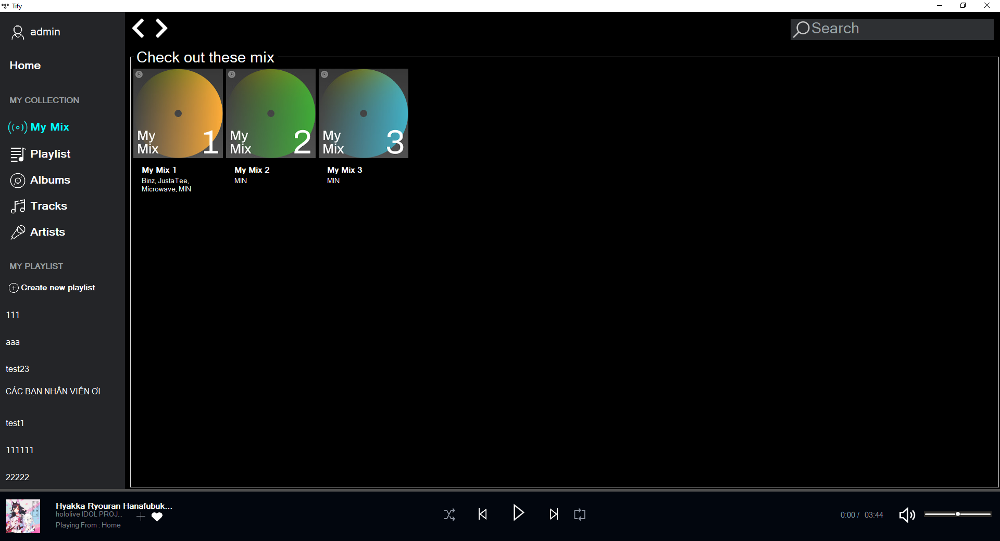 Tify
admin
Home
MY COLLECTION
My Mix
Playlist
Albums
Tracks
Artists
MY PLAYLIST
Create new playlist
111
aaa
test23
CÁC BẠN NHÂN VIÊN ƠI
test1
111111
22222
Search
Check out these mix
My
Mix 1
My
Mix 2
My
Mix 3
My Mix 1
Binz, JustaTee,
Microwave, MIN
My Mix 2
MIN
My Mix 3
MIN
Hyakka Ryouran Hanafubuk...
hololive IDOL PROJ...
Playing From : Home
0:00 / 03:44